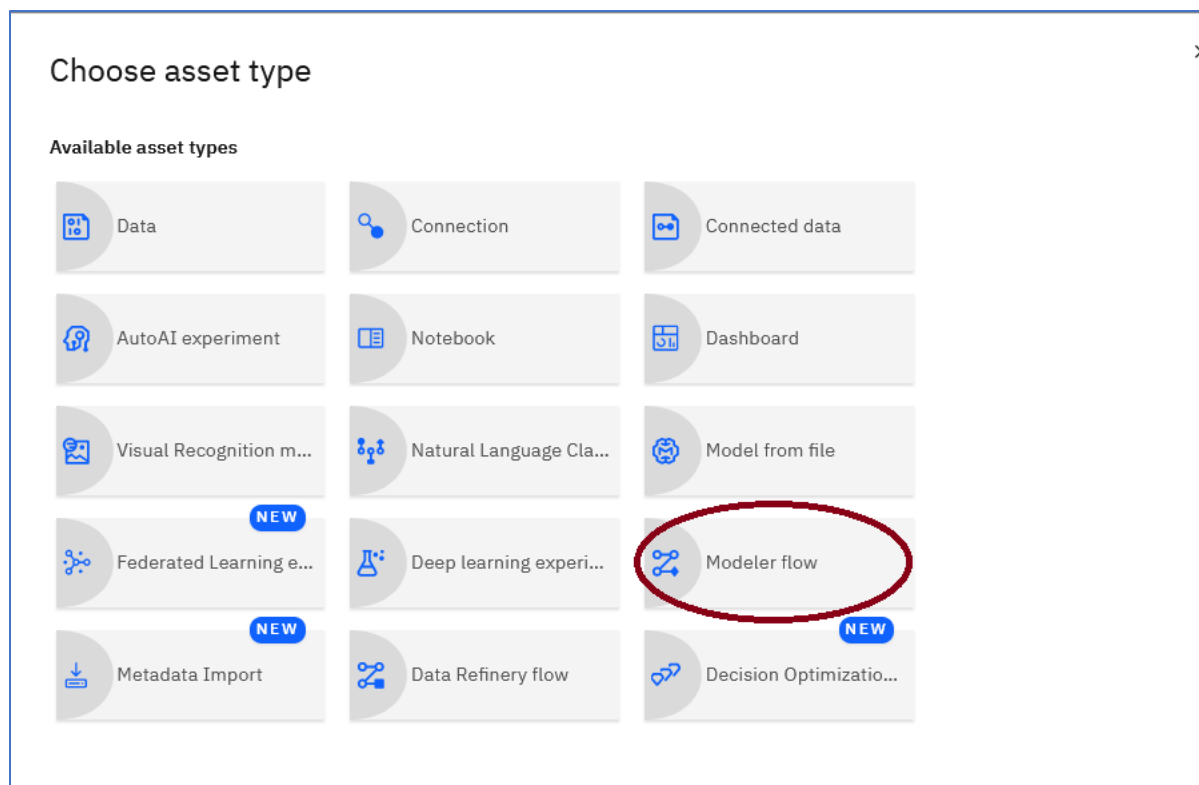 Choose asset type
Available asset types
Data
Connection
Connected data
AutoAI experiment
Notebook
Dashboard
Visual Recognition m...
Natural Language Cla...
Model from file
NEW
Federated Learning e...
Deep learning experi...
Modeler flow
NEW
NEW
Metadata Import
Data Refinery flow
Decision Optimizatio...